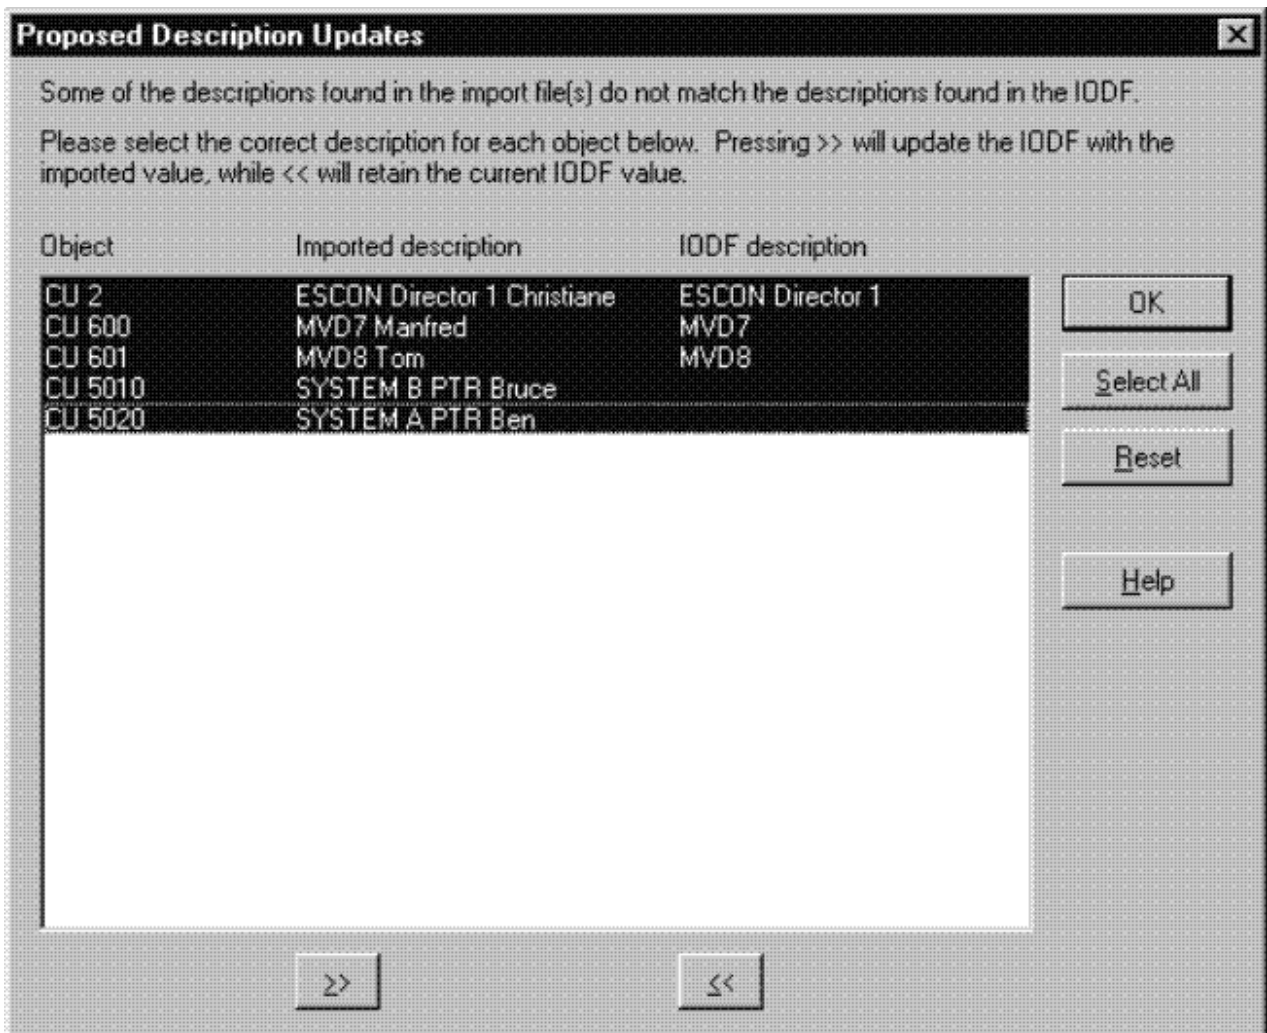 Proposed Description Updates
Some of the descriptions found in the import file(s) do not match the descriptions found in the IODF.
Please select the correct description for each object below.  Pressing >> will update the IODF with the
imported value, while << will retain the current IODF value.
Object Imported description IODF description
CU 2 ESCON Director 1 Christiane ESCON Director 1
CU 600 MVD7 Manfred MVD7
CU 601 MVD8 Tom MVD8
CU 5010 SYSTEM B PTR Bruce
CU 5020 SYSTEM A PTR Ben
OK
Select All
Reset
Help
>> <<